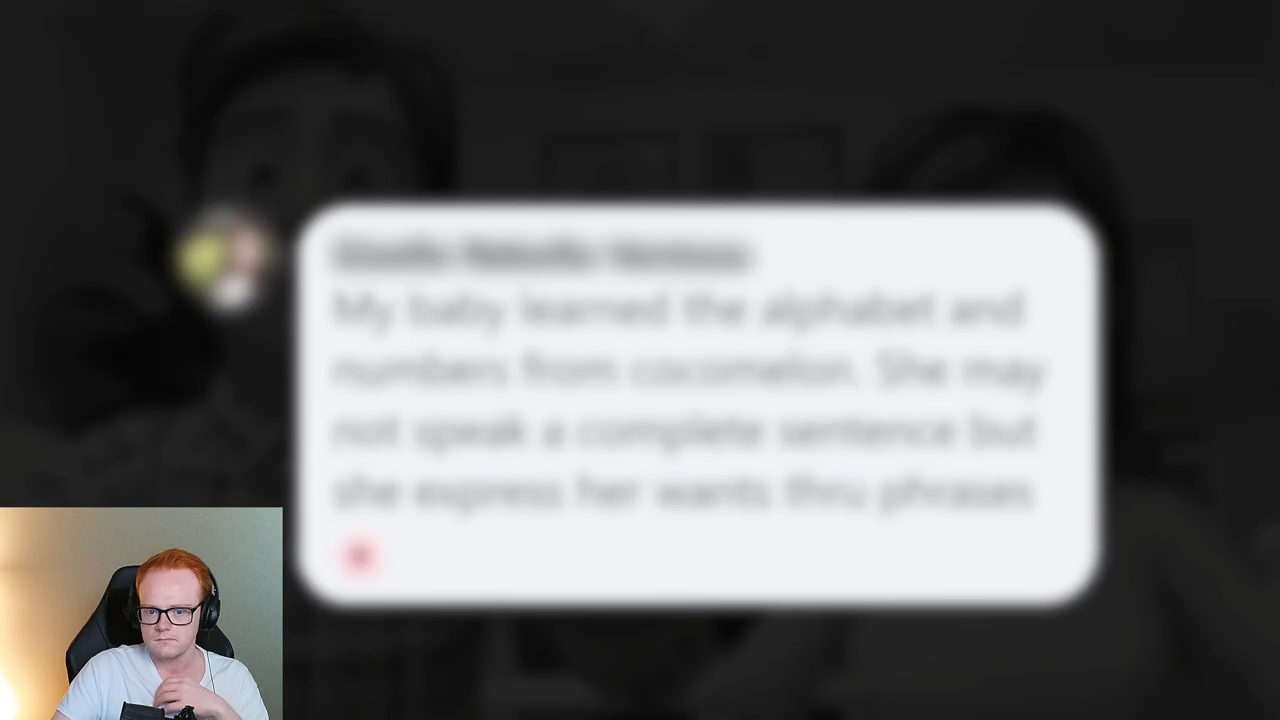 My baby learned the alphabet and
numbers from cocomelon. She may
not speak a complete sentence but
she express her wants thru phrases